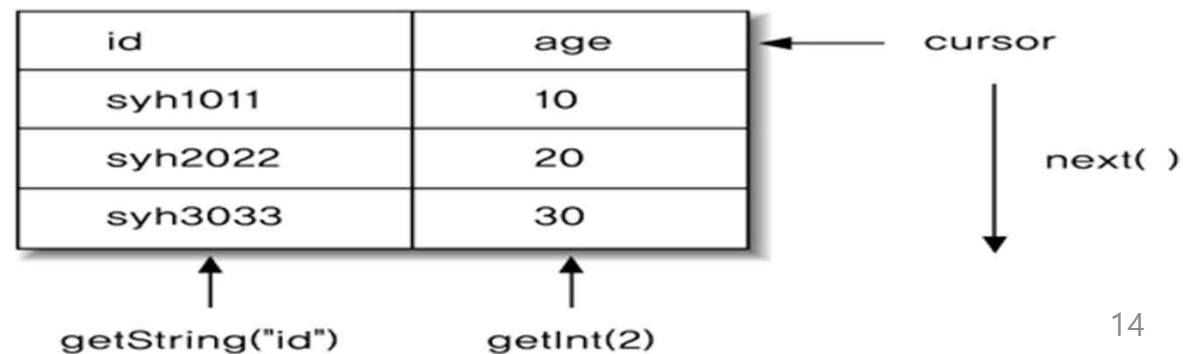 id age cursor
syh1011 10
syh2022 20 next( )
syh3033 30
getString("id") getInt(2)
14